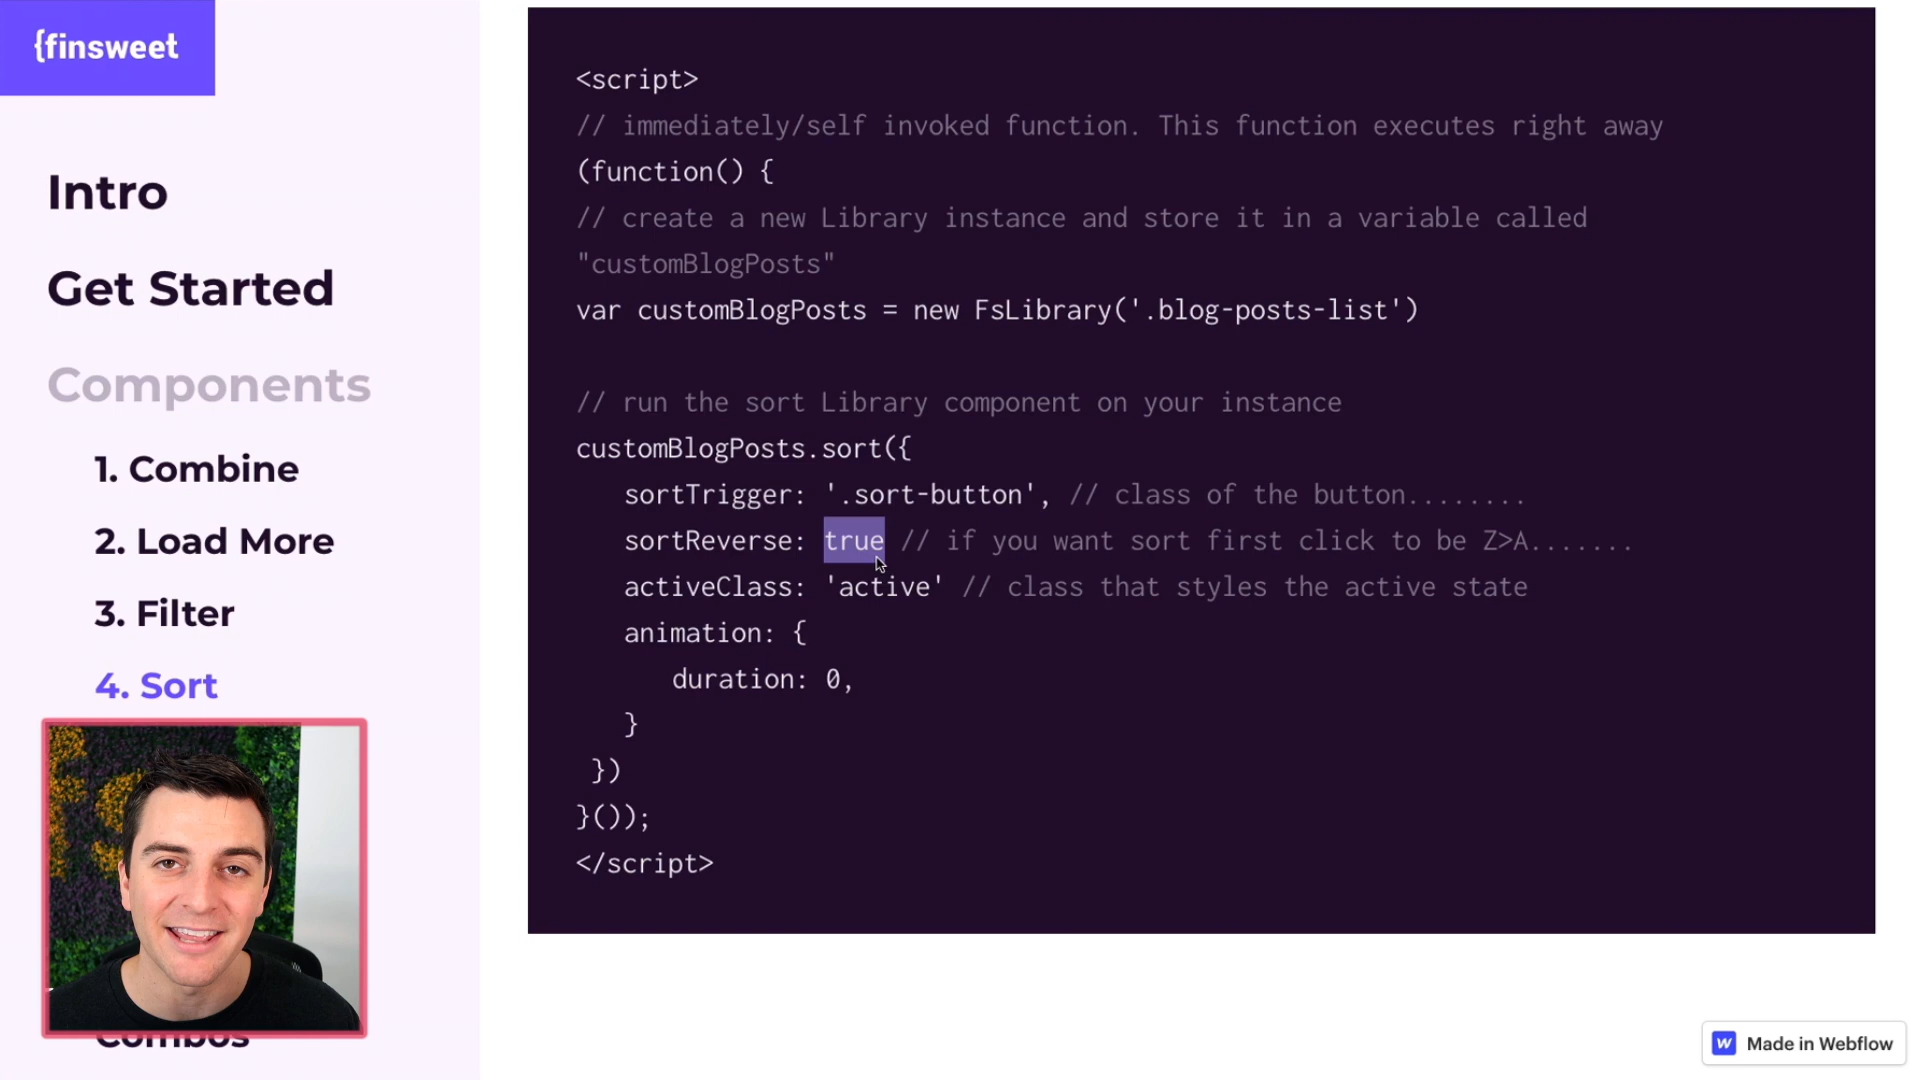 {finsweet
Intro
Get Started
Components
1. Combine
2. Load More
3. Filter
4. Sort
Combos
<script>
// immediately/self invoked function. This function executes right away
(function() {
// create a new Library instance and store it in a variable called
"customBlogPosts"
var customBlogPosts = new FsLibrary('.blog-posts-list')
// run the sort Library component on your instance
customBlogPosts.sort({
sortTrigger: '.sort-button', // class of the button........
sortReverse: true // if you want sort first click to be Z>A.......
activeClass: 'active' // class that styles the active state
animation: {
duration: 0,
}
})
}());
</script>
W Made in Webflow